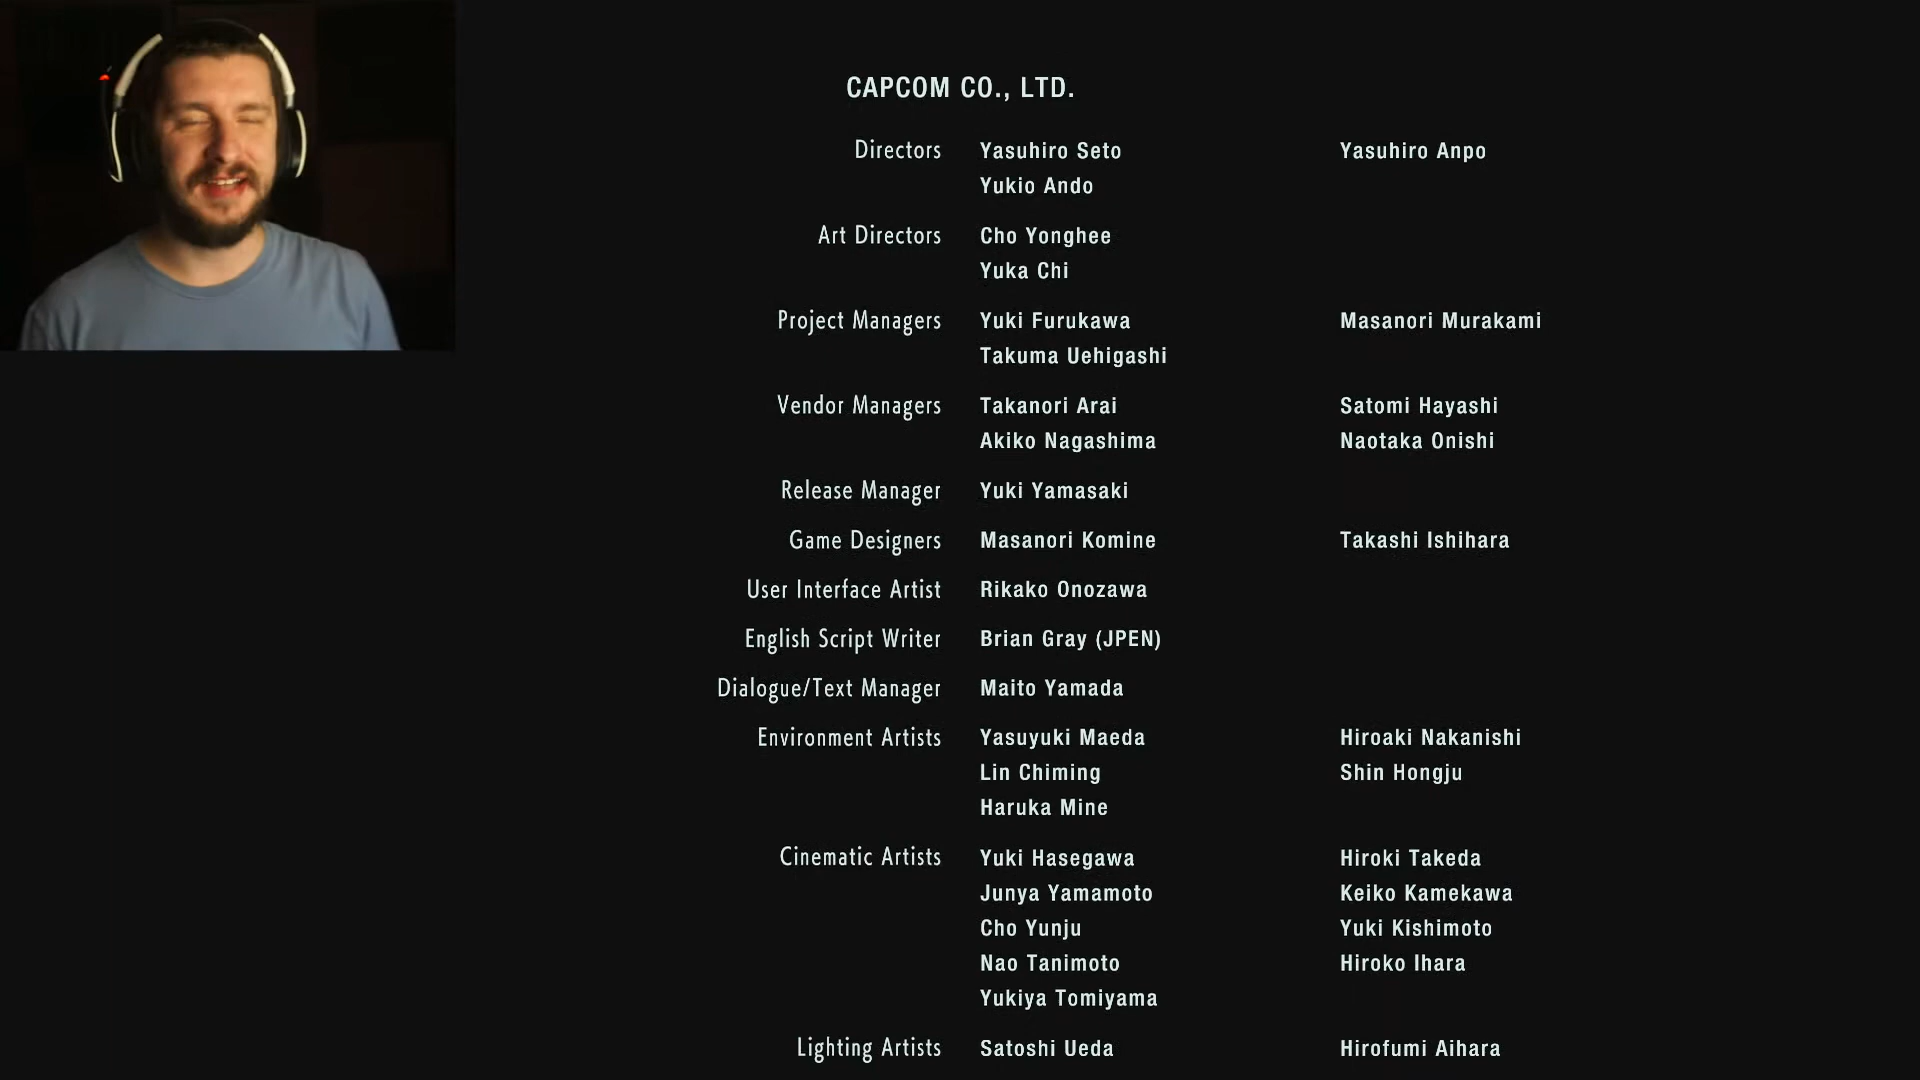 CAPCOM CO., LTD.
Directors Yasuhiro Seto Yasuhiro Anpo
Yukio Ando
Art Directors Cho Yonghee
Yuka Chi
Project Managers Yuki Furukawa Masanori Murakami
Takuma Uehigashi
Vendor Managers Takanori Arai Satomi Hayashi
Akiko Nagashima Naotaka Onishi
Release Manager Yuki Yamasaki
Game Designers Masanori Komine Takashi Ishihara
User Interface Artist Rikako Onozawa
English Script Writer Brian Gray (JPEN)
Dialogue/Text Manager Maito Yamada
Environment Artists Yasuyuki Maeda Hiroaki Nakanishi
Lin Chiming Shin Hongju
Haruka Mine
Cinematic Artists Yuki Hasegawa Hiroki Takeda
Junya Yamamoto Keiko Kamekawa
Cho Yunju Yuki Kishimoto
Nao Tanimoto Hiroko Ihara
Yukiya Tomiyama
Lighting Artists Satoshi Ueda Hirofumi Aihara